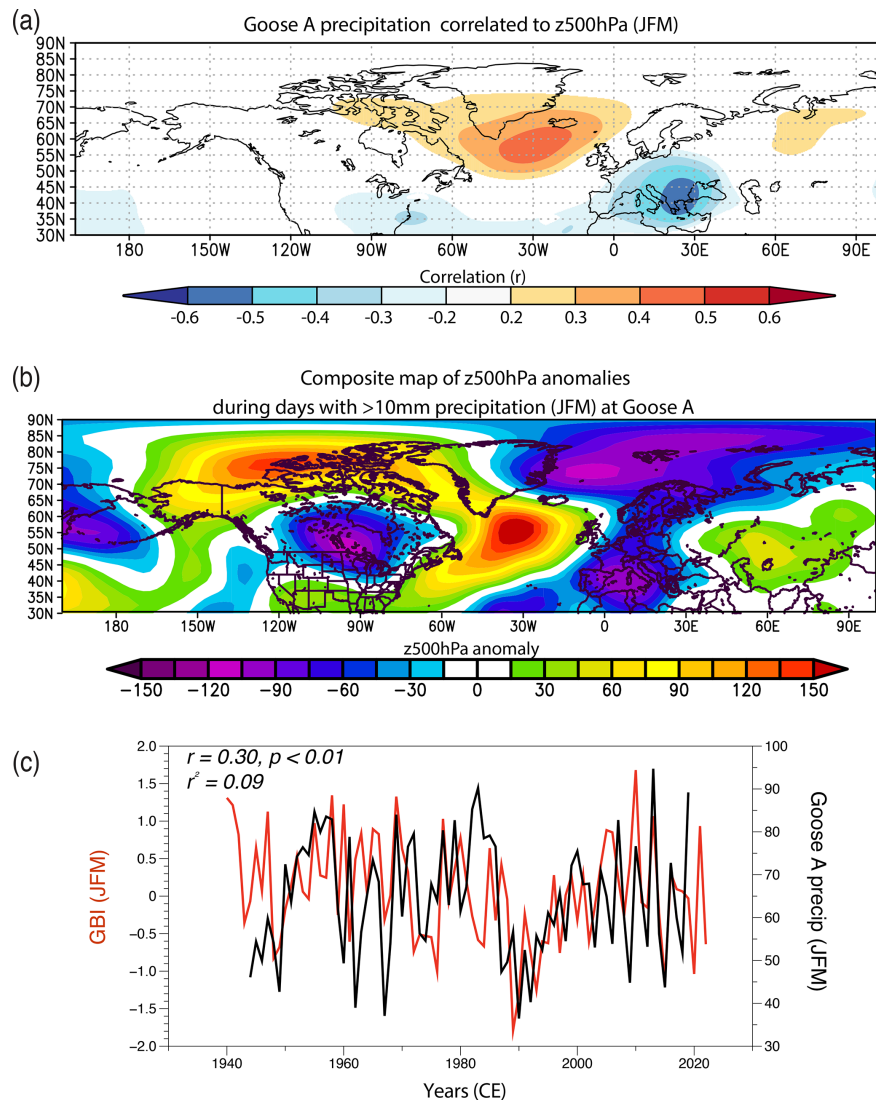 (a)
Goose A precipitation correlated to z500hPa (JFM)
90N
85N
80N
75N
70N
65N
60N
55N
50N
45N
40N
35N
30N
180 150W 120W 90W 60W 30W 0 30E 60E 90E
Correlation (r)
-0.6 -0.5 -0.4 -0.3 -0.2 0.2 0.3 0.4 0.5 0.6
(b)
Composite map of z500hPa anomalies
during days with >10mm precipitation (JFM) at Goose A
90N
85N
80N
75N
70N
65N
60N
55N
50N
45N
40N
35N
30N
180 150W 120W 90W 60W 30W 0 30E 60E 90E
z500hPa anomaly
−150 −120 −90 −60 −30 0 30 60 90 120 150
(c)
r = 0.30, p < 0.01
r² = 0.09
GBI (JFM)
2.0
1.5
1.0
0.5
0
−0.5
−1.0
−1.5
−2.0
100
90
80
70
60
50
40
30
Goose A precip (JFM)
1940 1960 1980 2000 2020
Years (CE)